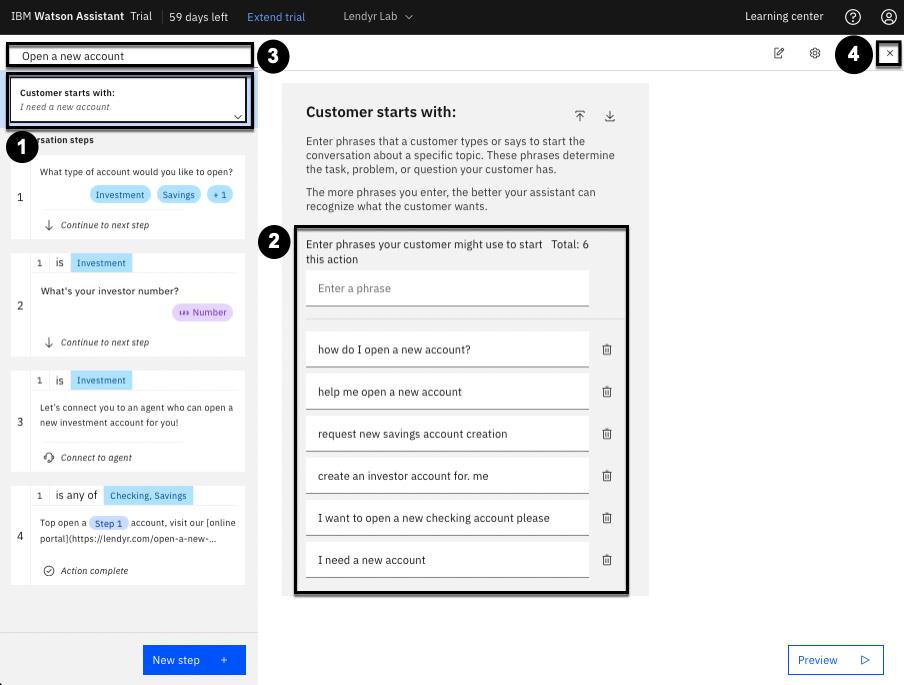 IBM Watson Assistant Trial 59 days left Extend trial Lendyr Lab Learning center
Open a new account
3
4
Customer starts with:
I need a new account
1
rsation steps
1
What type of account would you like to open?
Investment Savings + 1
Continue to next step
2
1 is Investment
What's your investor number?
123 Number
Continue to next step
3
1 is Investment
Let's connect you to an agent who can open a
new investment account for you!
Connect to agent
4
1 is any of Checking, Savings
Top open a Step 1 account, visit our [online
portal](https://lendyr.com/open-a-new-...
Action complete
New step +
Customer starts with:
Enter phrases that a customer types or says to start the
conversation about a specific topic. These phrases determine
the task, problem, or question your customer has.
The more phrases you enter, the better your assistant can
recognize what the customer wants.
2
Enter phrases your customer might use to start Total: 6
this action
Enter a phrase
how do I open a new account?
help me open a new account
request new savings account creation
create an investor account for. me
I want to open a new checking account please
I need a new account
Preview